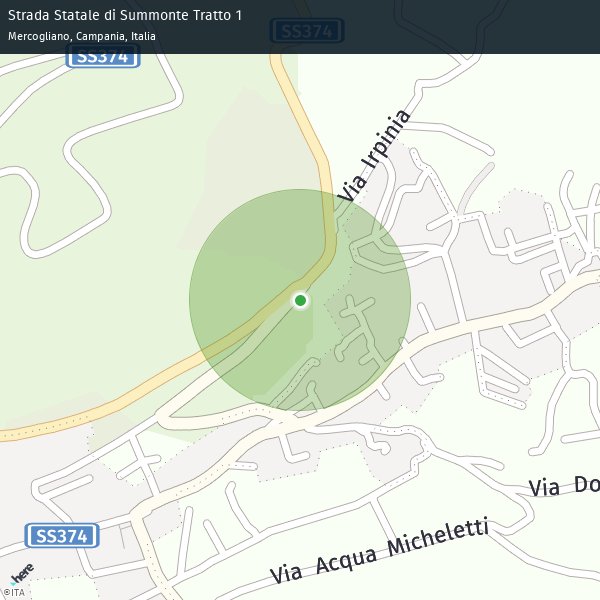 Strada Statale di Summonte Tratto 1
Mercogliano, Campania, Italia
SS374
SS374
Via Irpinia
Via Do
SS374
Via Acqua Micheletti
here
©ITA